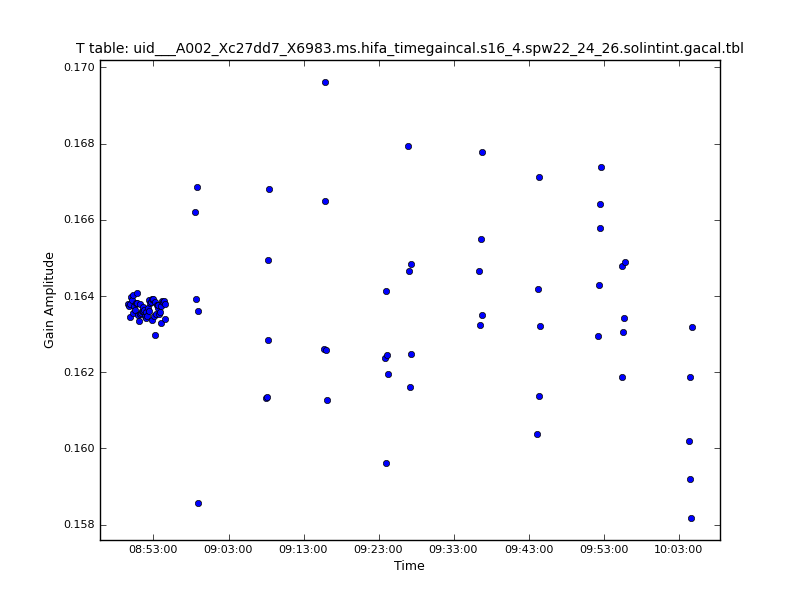 T table: uid___A002_Xc27dd7_X6983.ms.hifa_timegaincal.s16_4.spw22_24_26.solintint.gacal.tbl
0.170
0.168
0.166
0.164
0.162
0.160
0.158
Gain Amplitude
08:53:00 09:03:00 09:13:00 09:23:00 09:33:00 09:43:00 09:53:00 10:03:00
Time